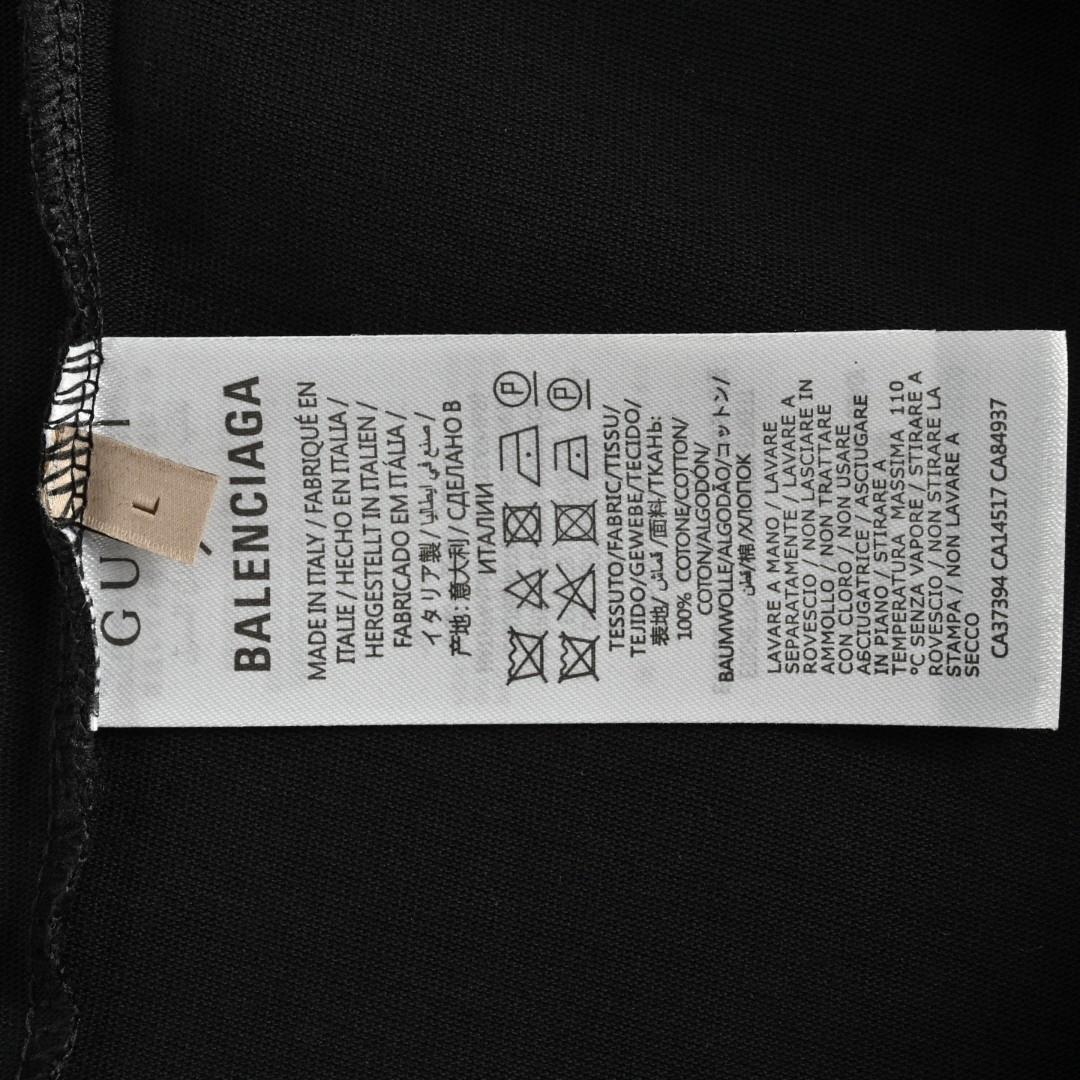 GU
L
/
BALENCIAGA
MADE IN ITALY / FABRIQUÉ EN
ITALIE / HECHO EN ITALIA /
HERGESTELLT IN ITALIEN /
FABRICADO EM ITÁLIA /
イタリア製 / صنع في ايطاليا /
产地: 意大利 / СДЕЛАНО В
ИТАЛИИ
P
P
TESSUTO/FABRIC/TISSU/
TEJIDO/GEWEBE/TECIDO/
表地/ قماش /面料/ТКАНЬ:
100% COTONE/COTTON/
COTON/ALGODÓN/
BAUMWOLLE/ALGODÃO/コットン/
قطن/棉/ХЛОПОК
LAVARE A MANO / LAVARE
SEPARATAMENTE / LAVARE A
ROVESCIO / NON LASCIARE IN
AMMOLLO / NON TRATTARE
CON CLORO / NON USARE
ASCIUGATRICE / ASCIUGARE
IN PIANO / STIRARE A
TEMPERATURA MASSIMA 110
°C SENZA VAPORE / STIRARE A
ROVESCIO / NON STIRARE LA
STAMPA / NON LAVARE A
SECCO
CA37394 CA14517 CA84937